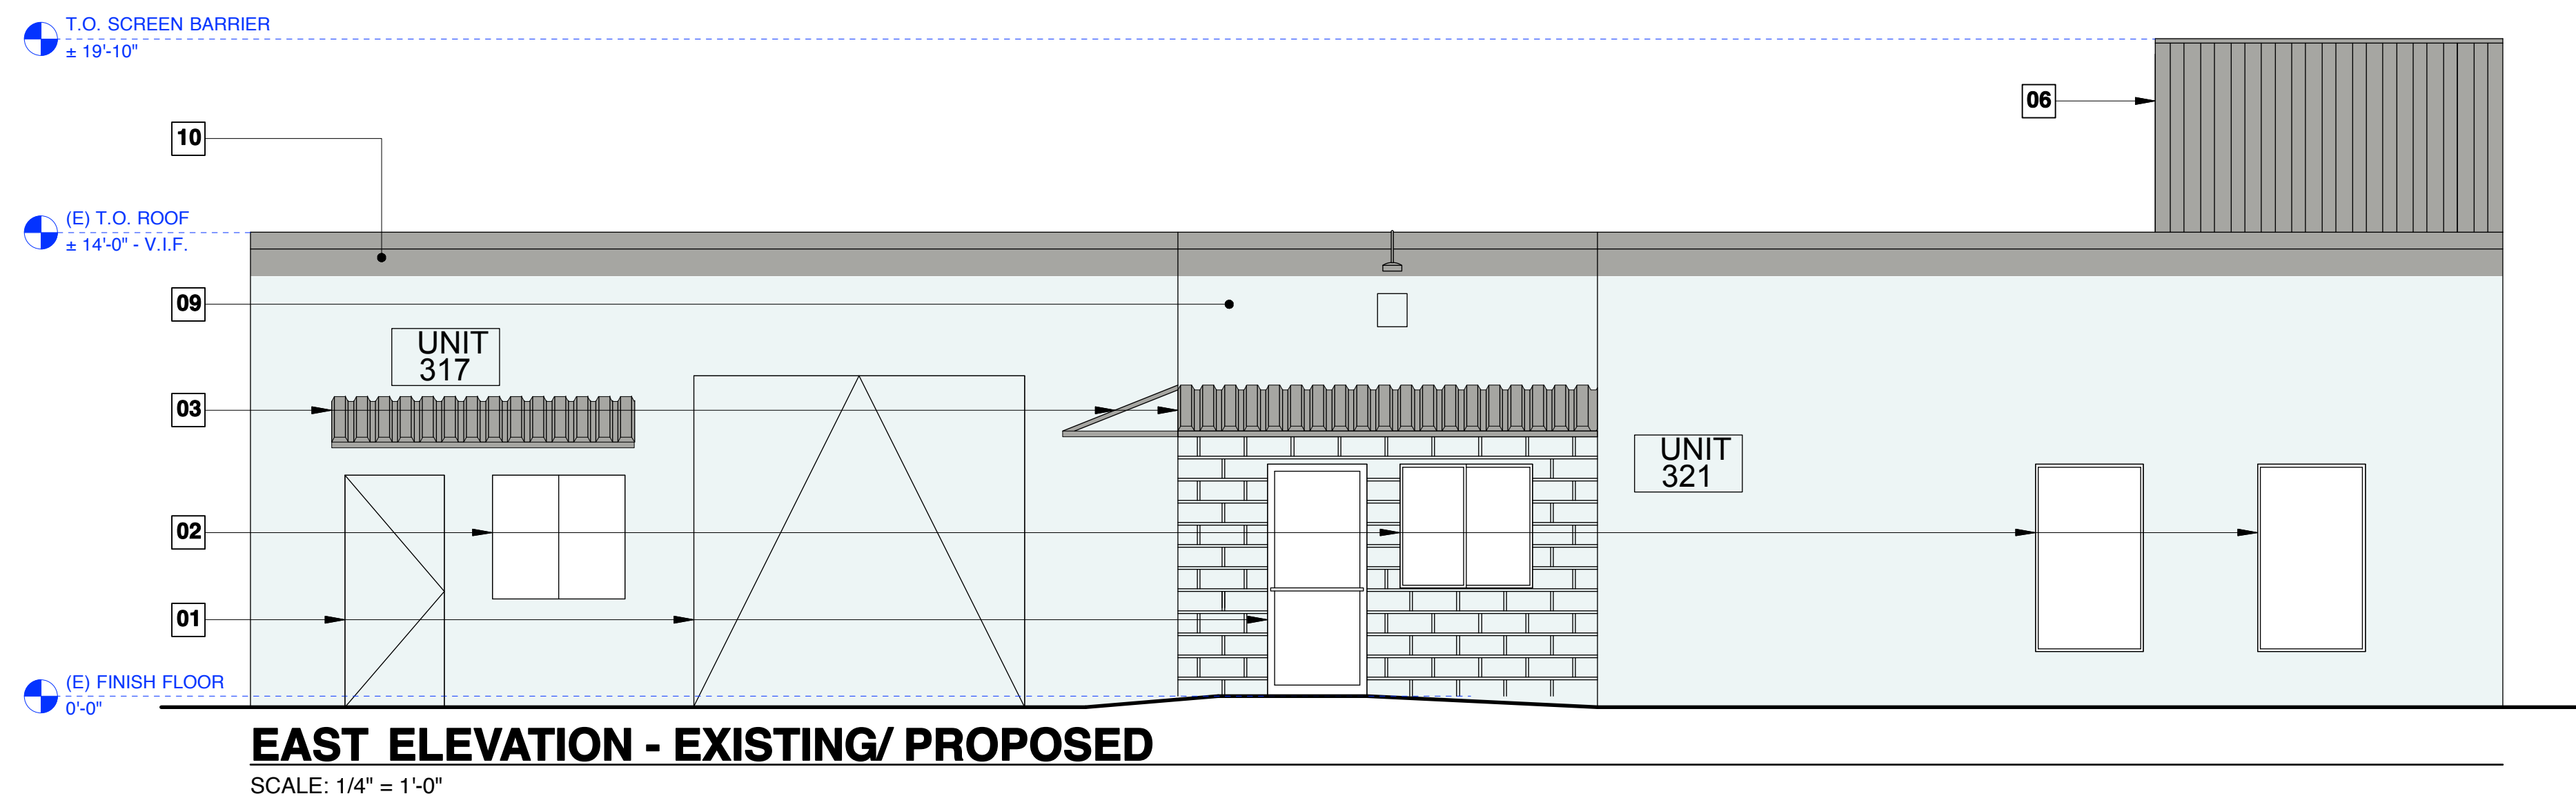 T.O. SCREEN BARRIER
± 19'-10"
06
10
(E) T.O. ROOF
± 14'-0" - V.I.F.
09
UNIT
317
03
UNIT
321
02
01
(E) FINISH FLOOR
0'-0"
EAST ELEVATION - EXISTING/ PROPOSED
SCALE: 1/4" = 1'-0"